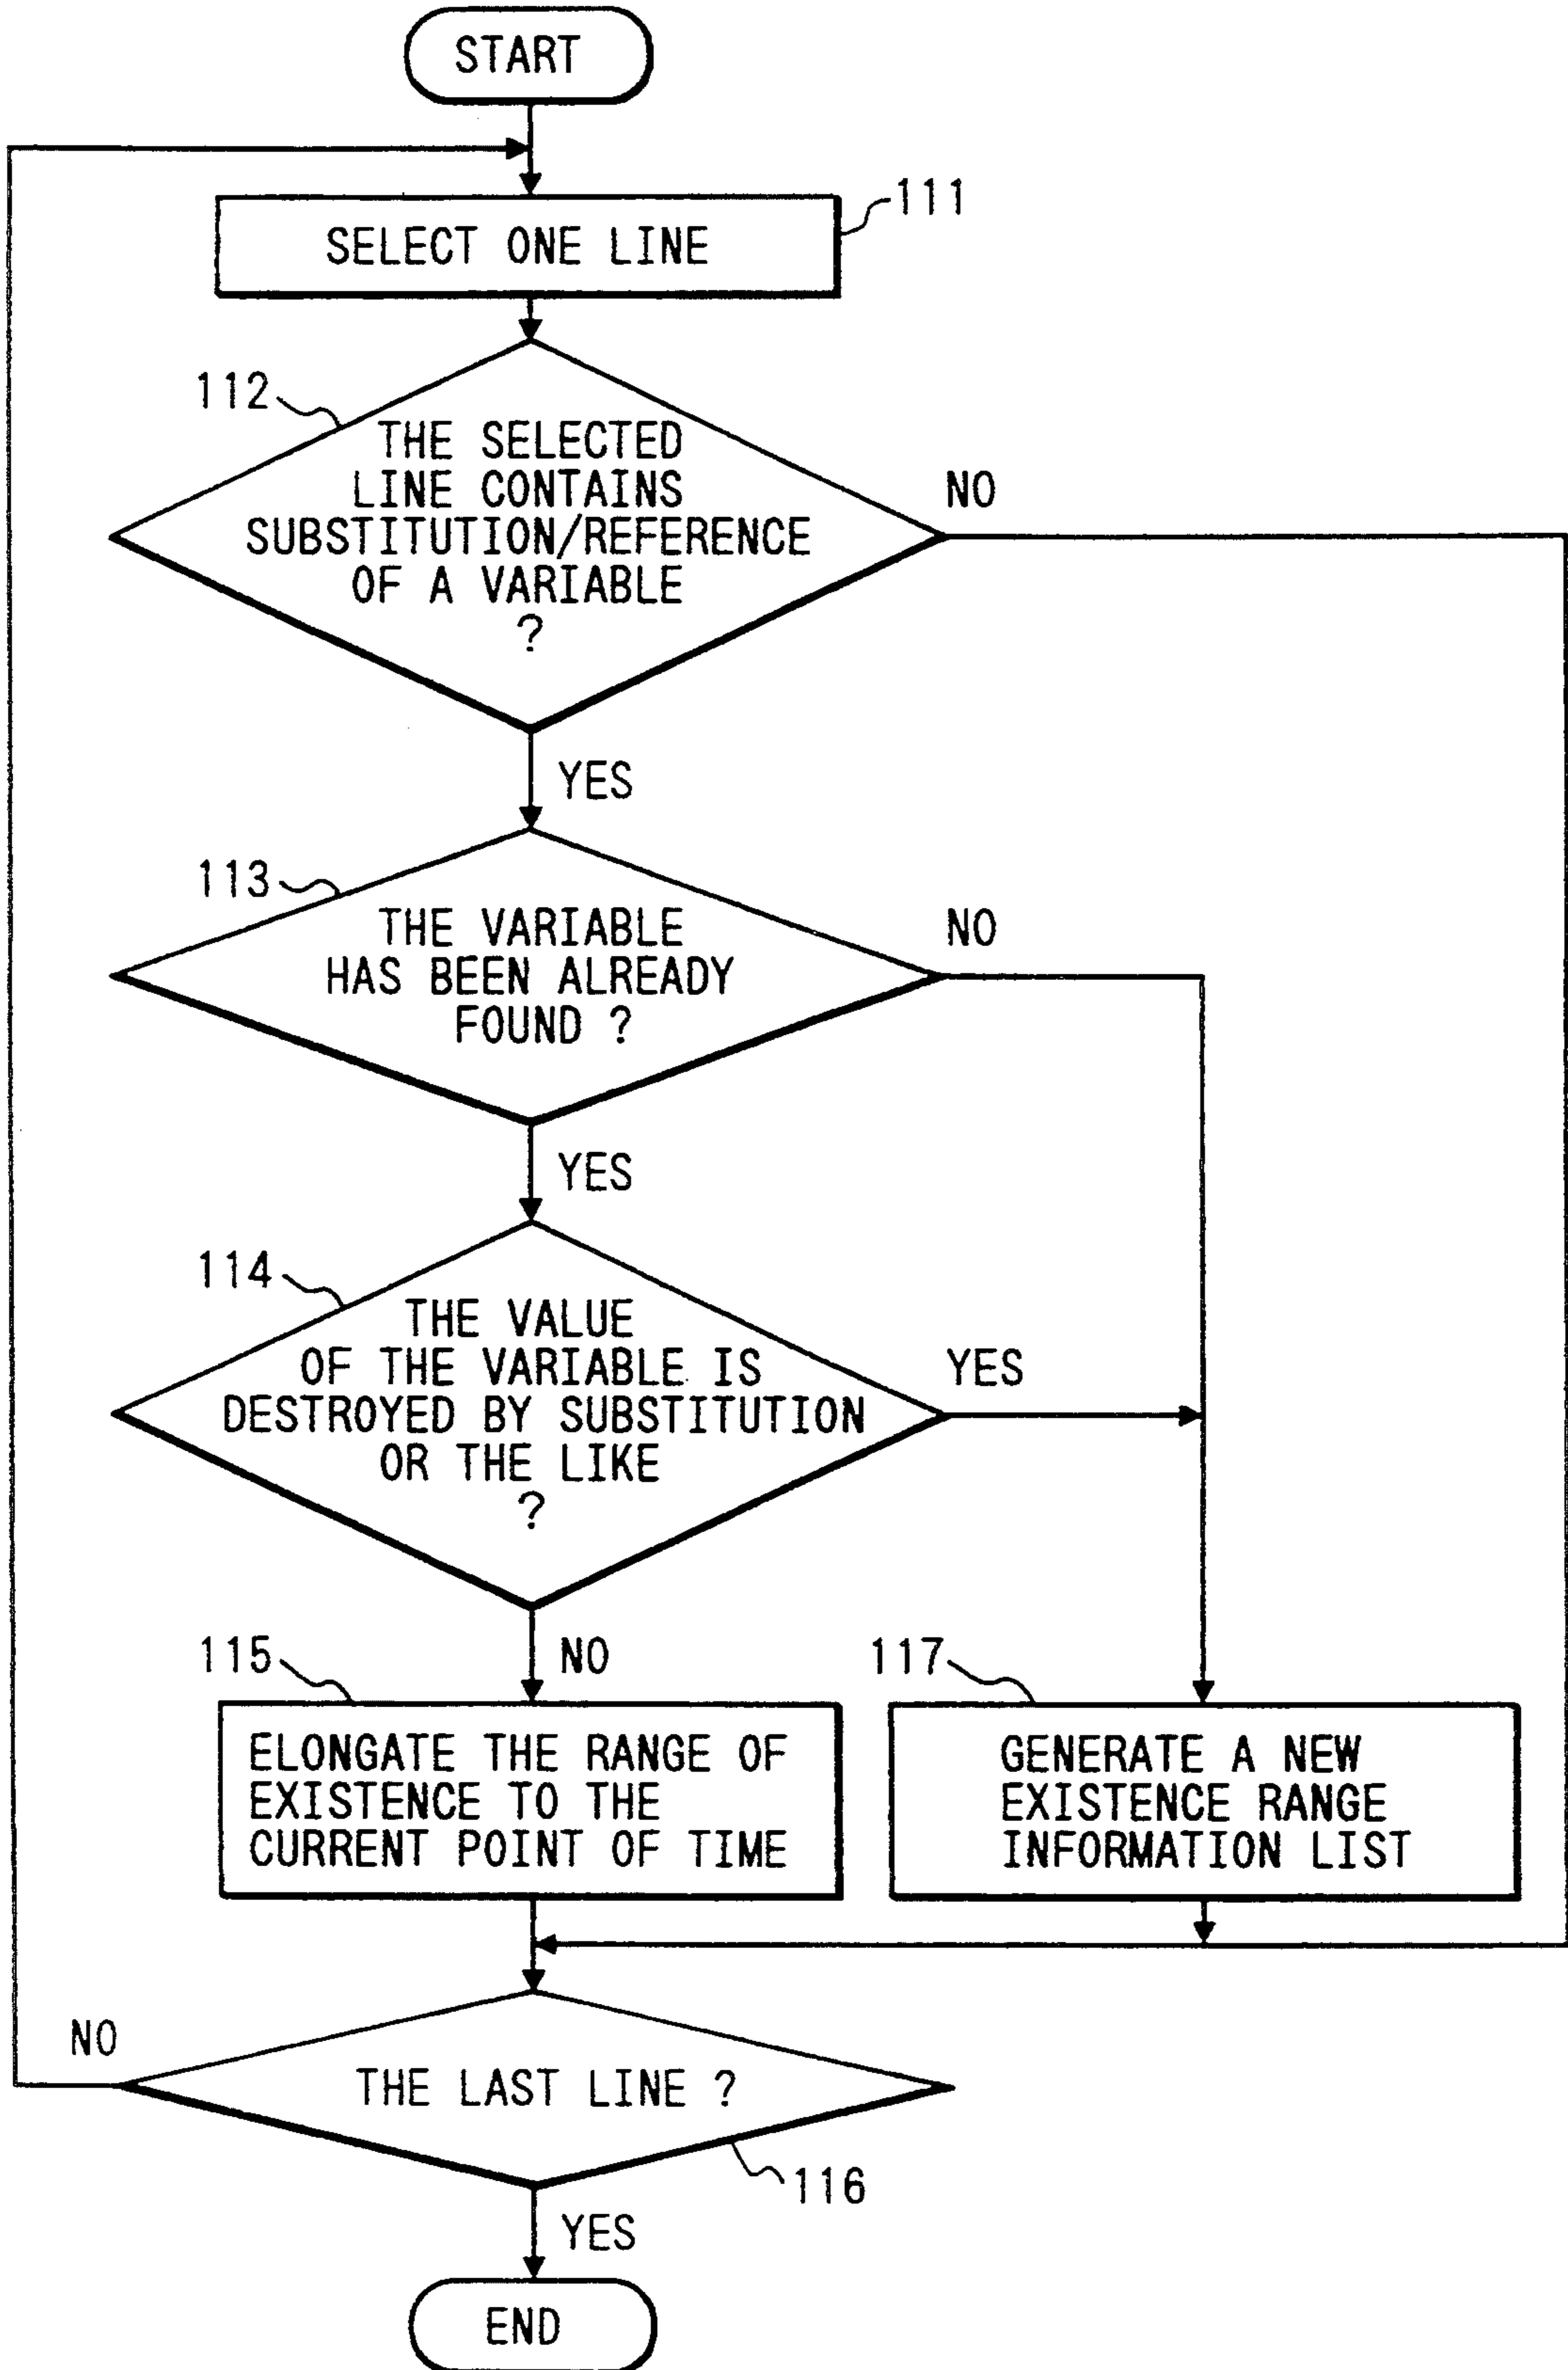 START
111
SELECT ONE LINE
112
THE SELECTED
LINE CONTAINS
SUBSTITUTION/REFERENCE
OF A VARIABLE
?
NO
YES
113
THE VARIABLE
HAS BEEN ALREADY
FOUND ?
NO
YES
114
THE VALUE
OF THE VARIABLE IS
DESTROYED BY SUBSTITUTION
OR THE LIKE
?
YES
NO
115
ELONGATE THE RANGE OF
EXISTENCE TO THE
CURRENT POINT OF TIME
117
GENERATE A NEW
EXISTENCE RANGE
INFORMATION LIST
NO
THE LAST LINE ?
116
YES
END